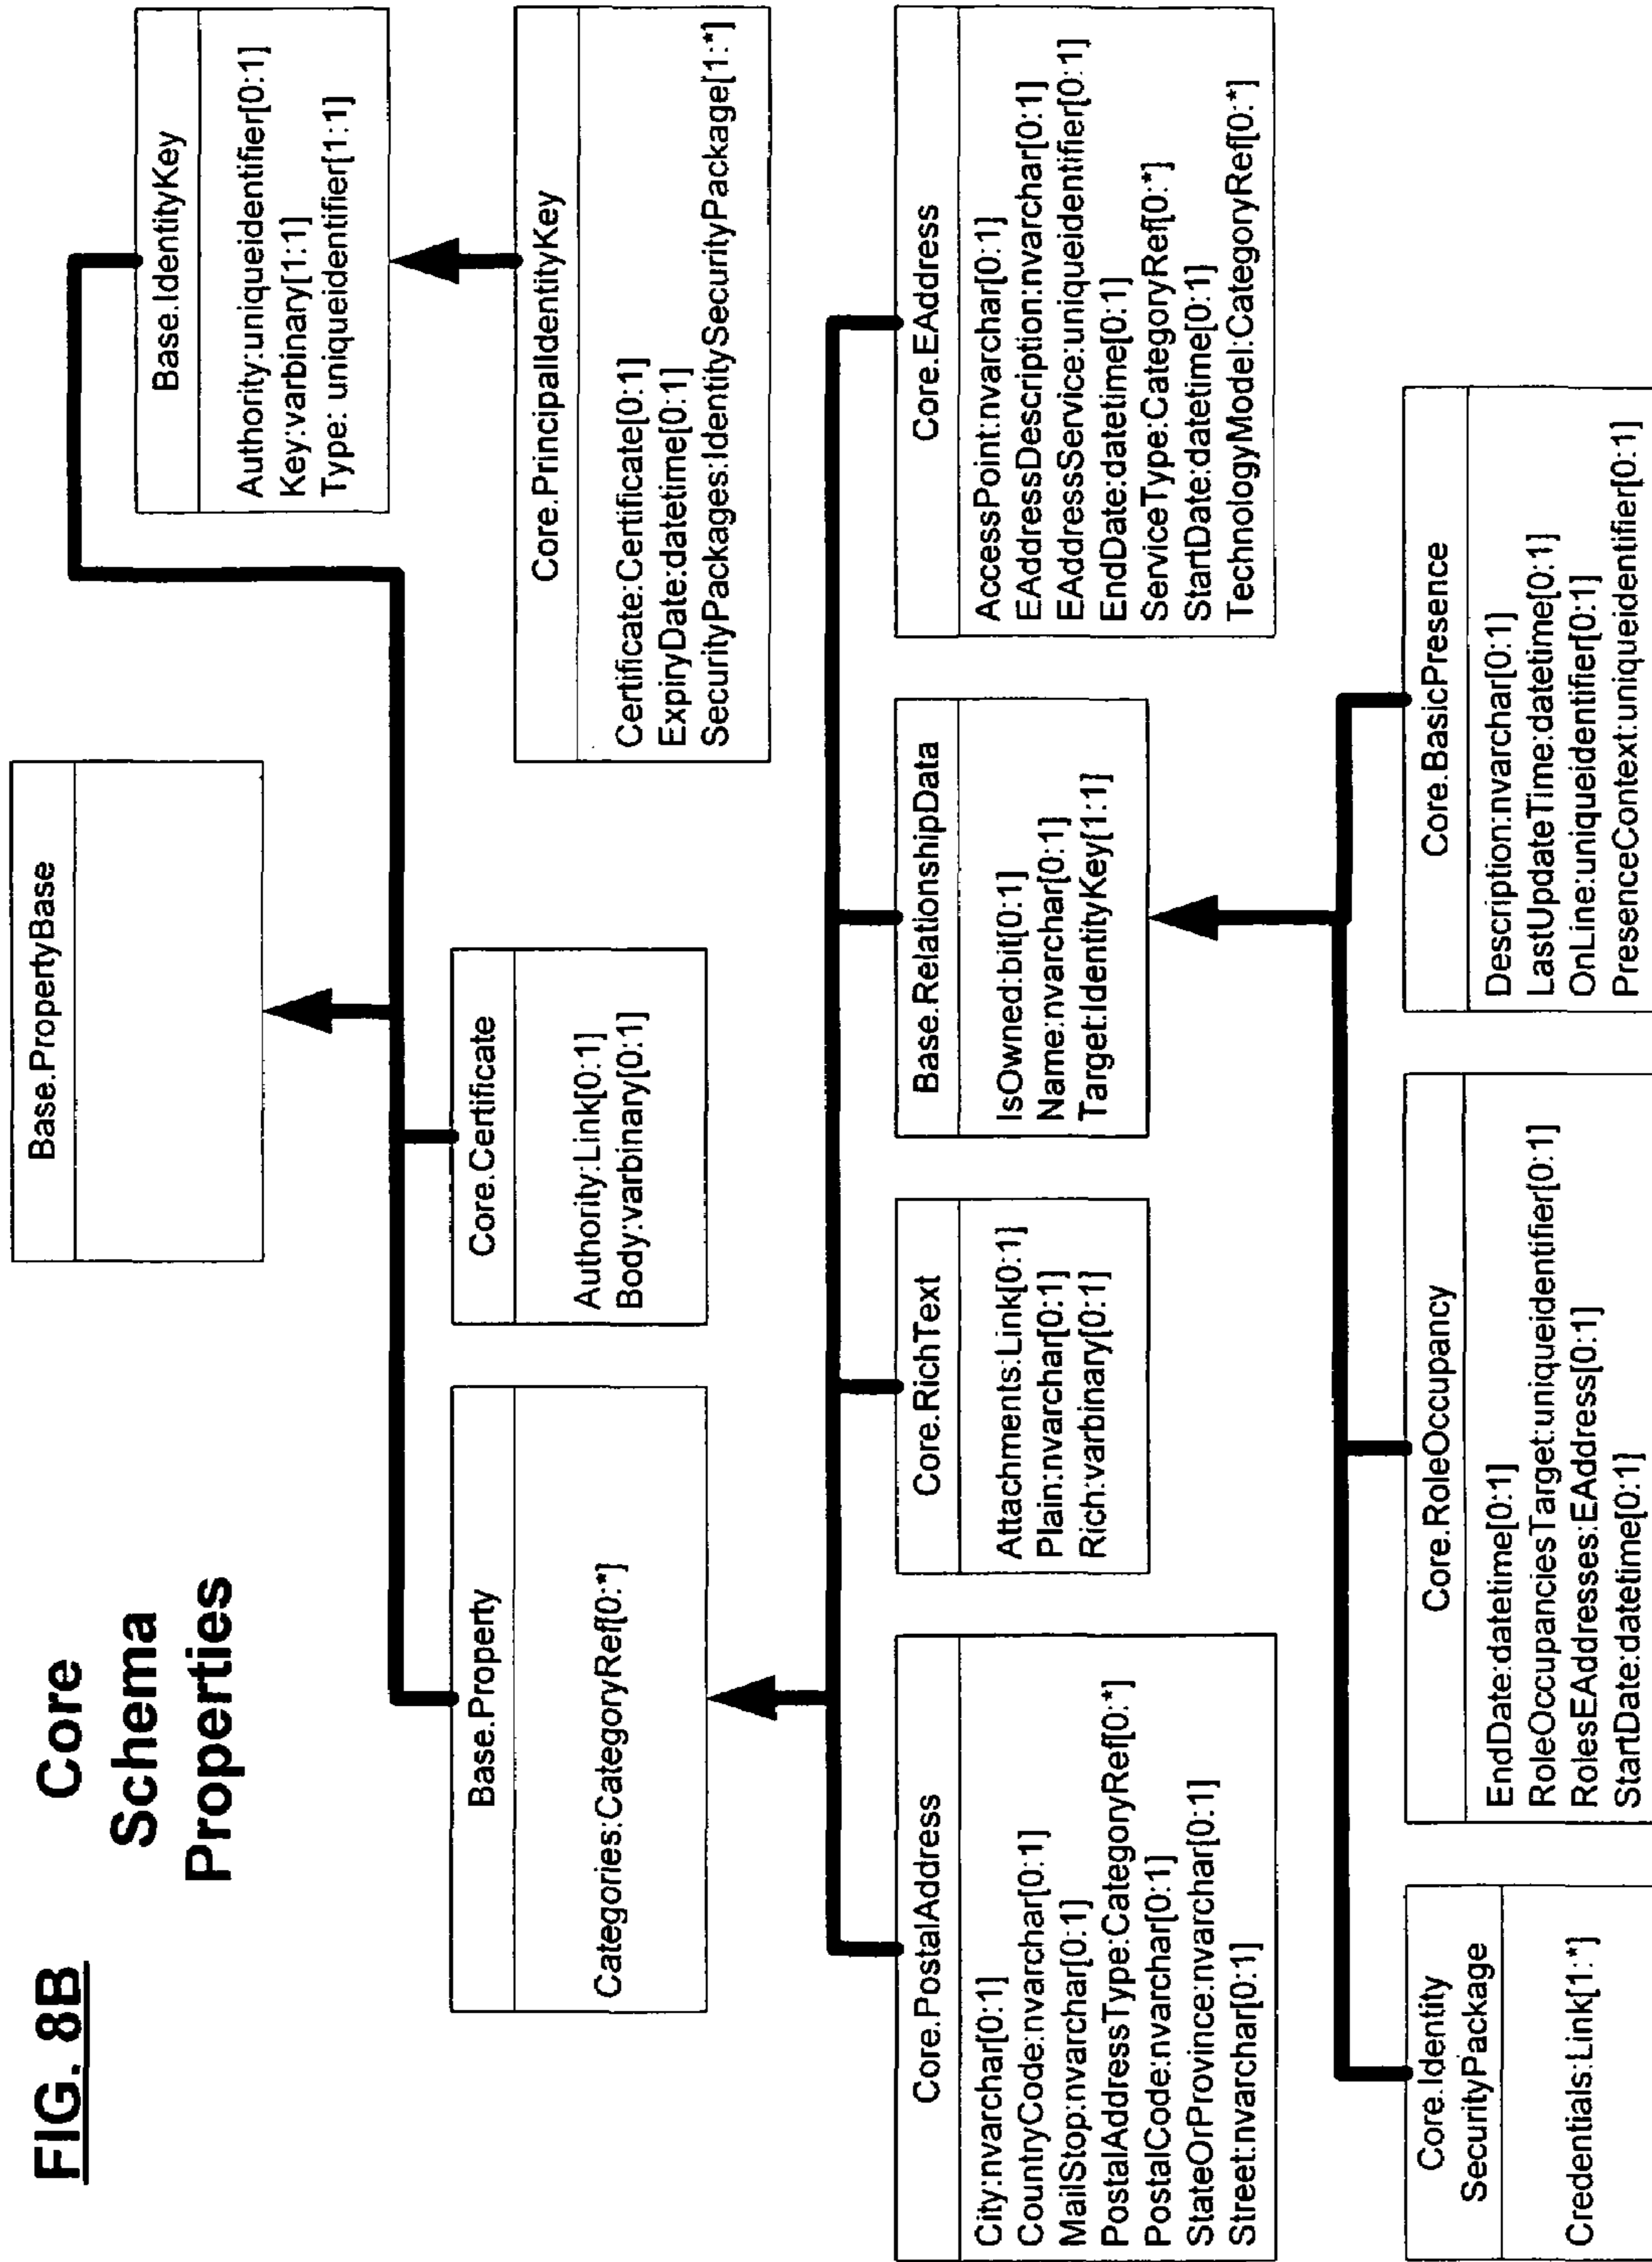 FIG. 8B
Core
Schema
Properties
Base.PropertyBase
Base.IdentityKey
Authority:uniqueidentifier[0:1]
Key:varbinary[1:1]
Type: uniqueidentifier[1:1]
Base.Property
Categories:CategoryRef[0:*]
Core.Certificate
Authority:Link[0:1]
Body:varbinary[0:1]
Core.PrincipalIdentityKey
Certificate:Certificate[0:1]
ExpiryDate:datetime[0:1]
SecurityPackages:IdentitySecurityPackage[1:*]
Core.PostalAddress
City:nvarchar[0:1]
CountryCode:nvarchar[0:1]
MailStop:nvarchar[0:1]
PostalAddressType:CategoryRef[0:*]
PostalCode:nvarchar[0:1]
StateOrProvince:nvarchar[0:1]
Street:nvarchar[0:1]
Core.RichText
Attachments:Link[0:1]
Plain:nvarchar[0:1]
Rich:varbinary[0:1]
Base.RelationshipData
IsOwned:bit[0:1]
Name:nvarchar[0:1]
Target:IdentityKey[1:1]
Core.EAddress
AccessPoint:nvarchar[0:1]
EAddressDescription:nvarchar[0:1]
EAddressService:uniqueidentifier[0:1]
EndDate:datetime[0:1]
ServiceType:CategoryRef[0:*]
StartDate:datetime[0:1]
TechnologyModel:CategoryRef[0:*]
Core.Identity
SecurityPackage
Credentials:Link[1:*]
Core.RoleOccupancy
EndDate:datetime[0:1]
RoleOccupanciesTarget:uniqueidentifier[0:1]
RolesEAddresses:EAddress[0:1]
StartDate:datetime[0:1]
Core.BasicPresence
Description:nvarchar[0:1]
LastUpdateTime:datetime[0:1]
OnLine:uniqueidentifier[0:1]
PresenceContext:uniqueidentifier[0:1]